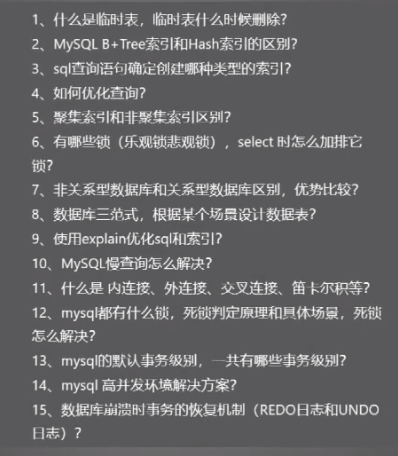 1、什么是临时表，临时表什么时候删除？
2、MySQL B+Tree索引和Hash索引的区别？
3、sql查询语句确定创建哪种类型的索引？
4、如何优化查询？
5、聚集索引和非聚集索引区别？
6、有哪些锁（乐观锁悲观锁），select 时怎么加排它
锁？
7、非关系型数据库和关系型数据库区别，优势比较？
8、数据库三范式，根据某个场景设计数据表？
9、使用explain优化sql和索引？
10、MySQL慢查询怎么解决？
11、什么是 内连接、外连接、交叉连接、笛卡尔积等？
12、mysql都有什么锁，死锁判定原理和具体场景，死锁
怎么解决？
13、mysql的默认事务级别，一共有哪些事务级别？
14、mysql 高并发环境解决方案？
15、数据库崩溃时事务的恢复机制（REDO日志和UNDO
日志）？